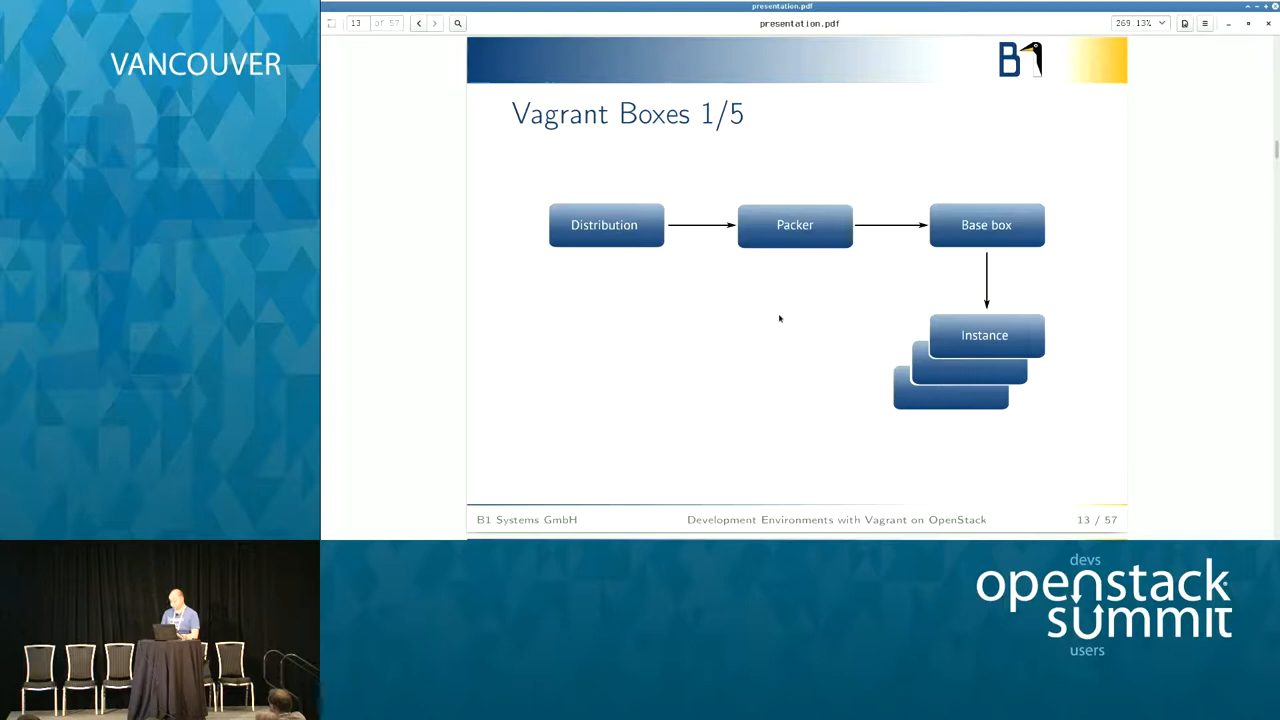 VANCOUVER
presentation.pdf
13 of 57
presentation.pdf
269.13%
B1
Vagrant Boxes 1/5
Distribution
Packer
Base box
Instance
B1 Systems GmbH
Development Environments with Vagrant on OpenStack
13 / 57
devs
openstack
summit
users